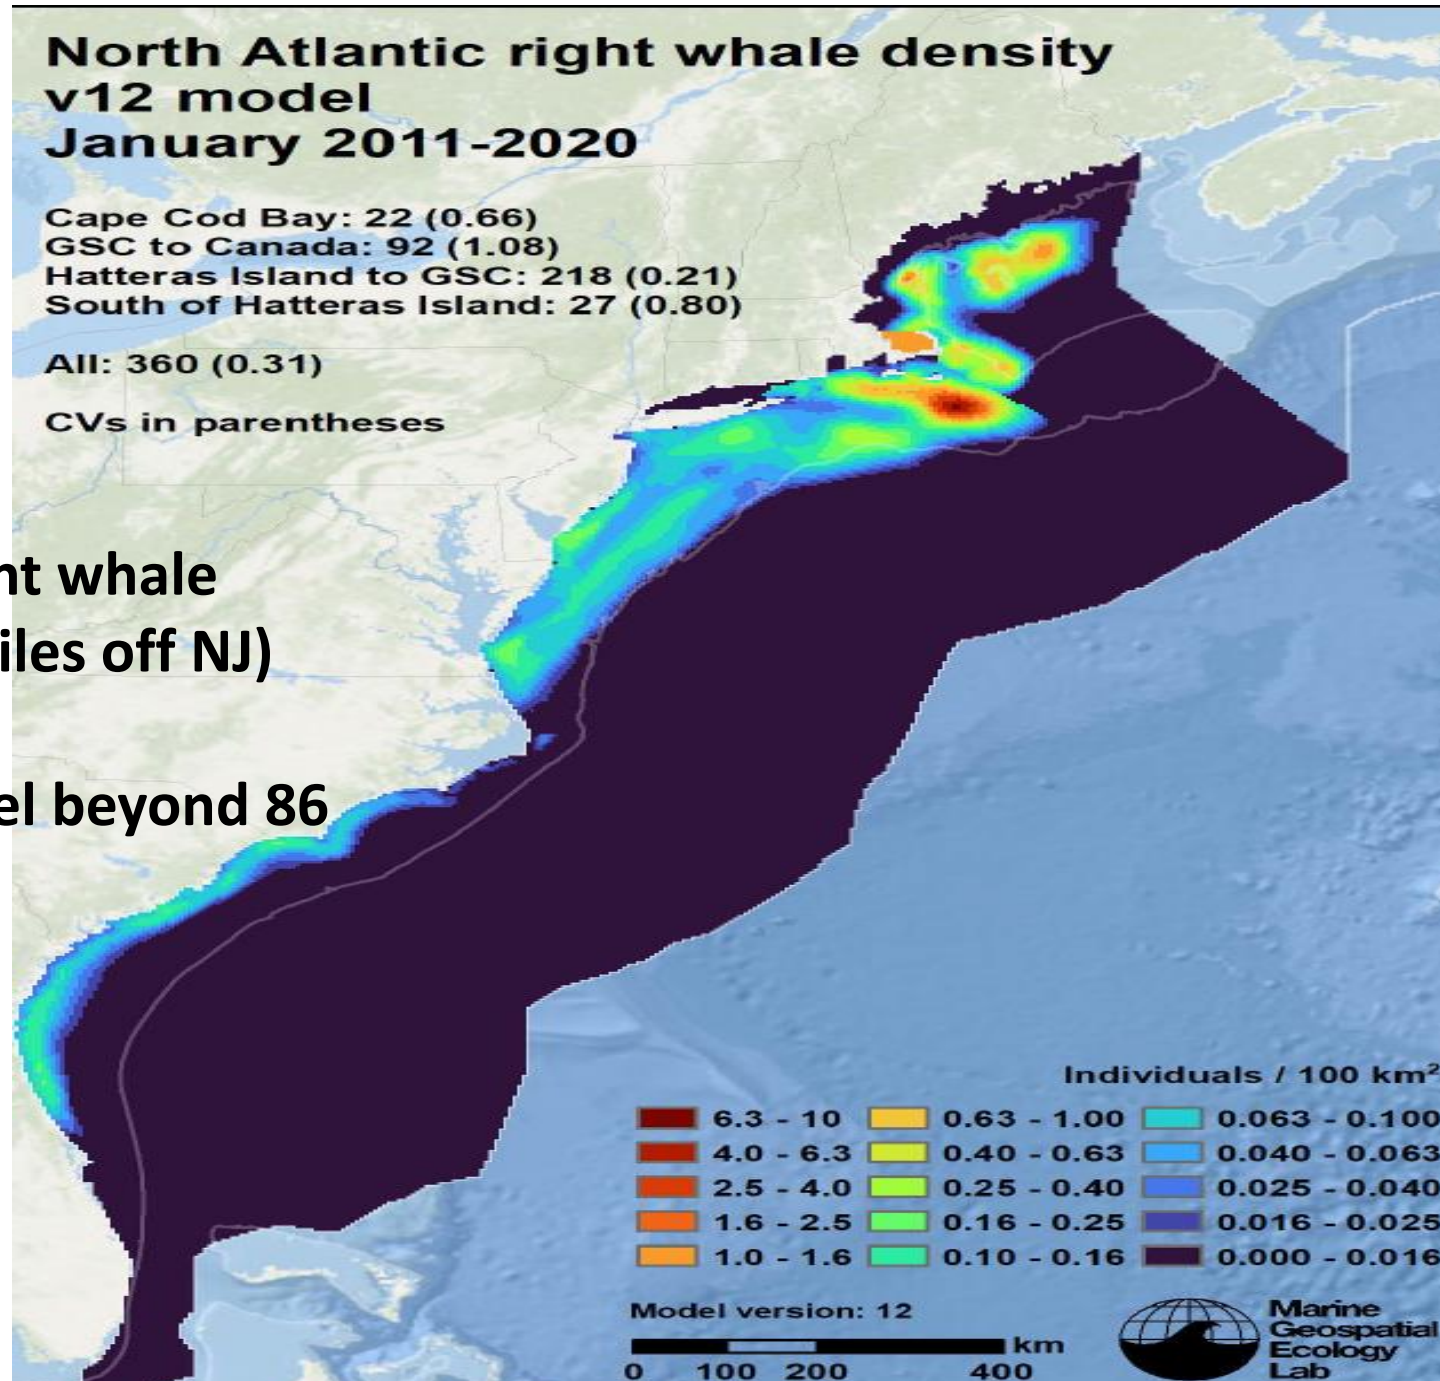 North Atlantic right whale density
v12 model
January 2011-2020
Cape Cod Bay: 22 (0.66)
GSC to Canada: 92 (1.08)
Hatteras Island to GSC: 218 (0.21)
South of Hatteras Island: 27 (0.80)
All: 360 (0.31)
CVs in parentheses
nt whale
iles off NJ)
el beyond 86
Individuals / 100 km²
6.3 - 10 0.63 - 1.00 0.063 - 0.100
4.0 - 6.3 0.40 - 0.63 0.040 - 0.063
2.5 - 4.0 0.25 - 0.40 0.025 - 0.040
1.6 - 2.5 0.16 - 0.25 0.016 - 0.025
1.0 - 1.6 0.10 - 0.16 0.000 - 0.016
Model version: 12
km
0 100 200 400
Marine
Geospatial
Ecology
Lab